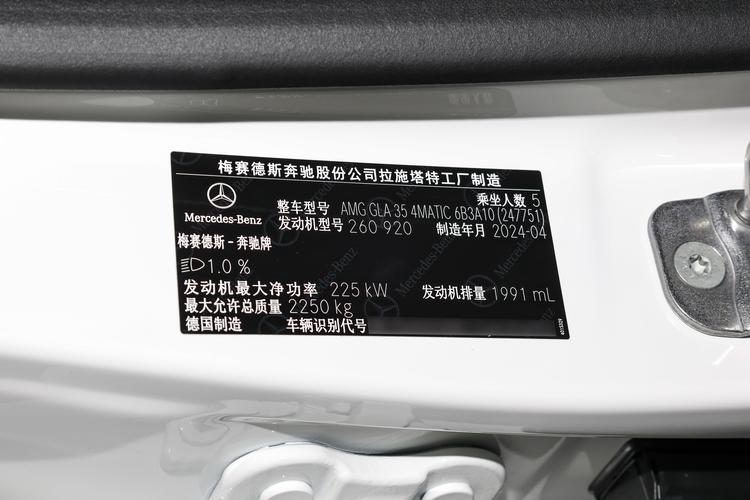 梅赛德斯奔驰股份公司拉施塔特工厂制造
乘坐人数 5
整车型号 AMG GLA 35 4MATIC 6B3A10 (247751)
Mercedes-Benz
发动机型号 260 920 制造年月 2024-04
梅赛德斯-奔驰牌
1.0 %
发动机最大净功率 225 kW 发动机排量 1991 mL
最大允许总质量 2250 kg
德国制造 车辆识别代号